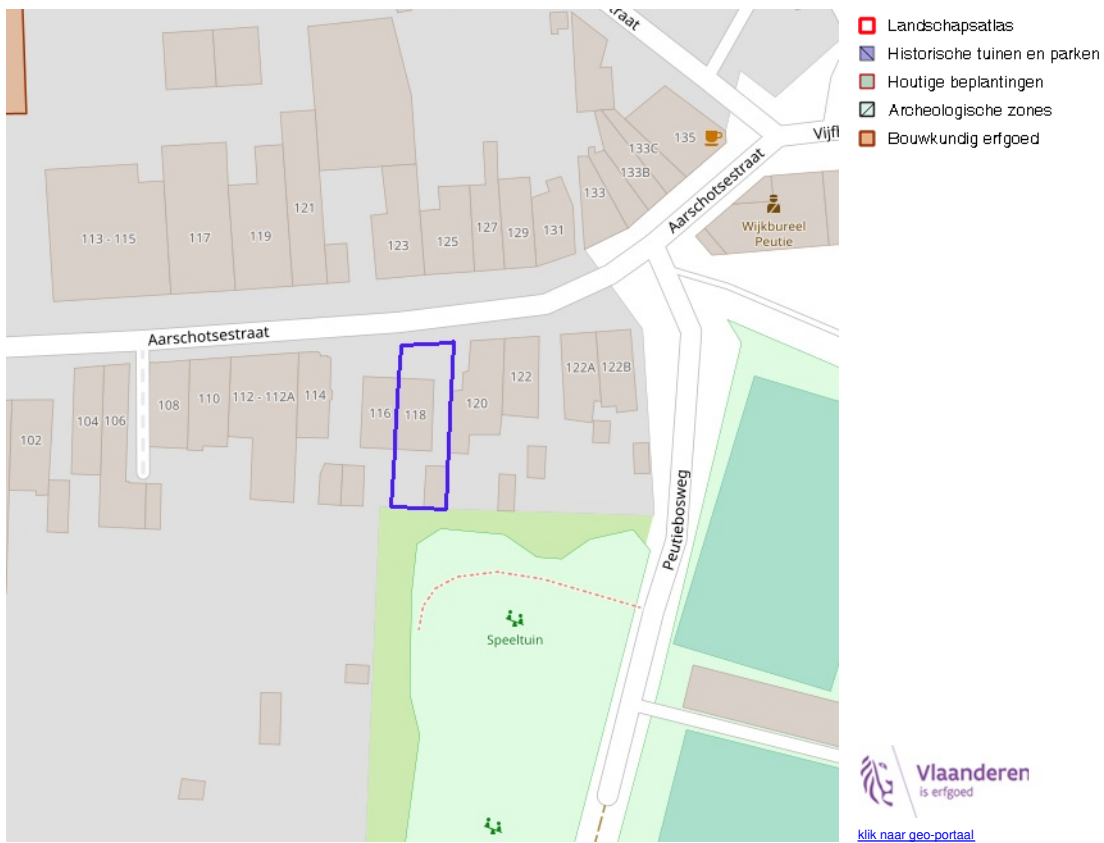 straat
Vijfh
Aarschotsestraat
135
133C
133B
133
131
129
127
125
123
121
119
117
113 - 115
Wijkbureel
Peutie
Aarschotsestraat
102
104
106
108
110
112 - 112A
114
116
118
120
122
122A
122B
Peutiebosweg
Speeltuin
Landschapsatlas
Historische tuinen en parken
Houtige beplantingen
Archeologische zones
Bouwkundig erfgoed
Vlaanderen
is erfgoed
klik naar geo-portaal